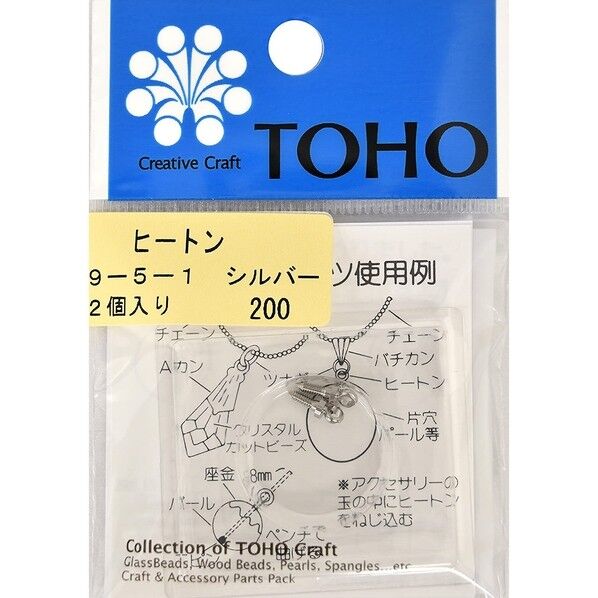 Creative Craft
TOHO
ヒートン
9-5-1 シルバー
2個入り 200
ツ使用例
チェーン
チェーン
Aカン
バチカン
ヒートン
クリスタル
カットビーズ
片穴
パール等
座金 8mm
パール
ペンチで
曲げる
※アクセサリーの
玉の中にヒートン
をねじ込む
Collection of TOHO Craft
GlassBeads, Wood Beads, Pearls, Spangles...etc
Craft & Accessory Parts Pack